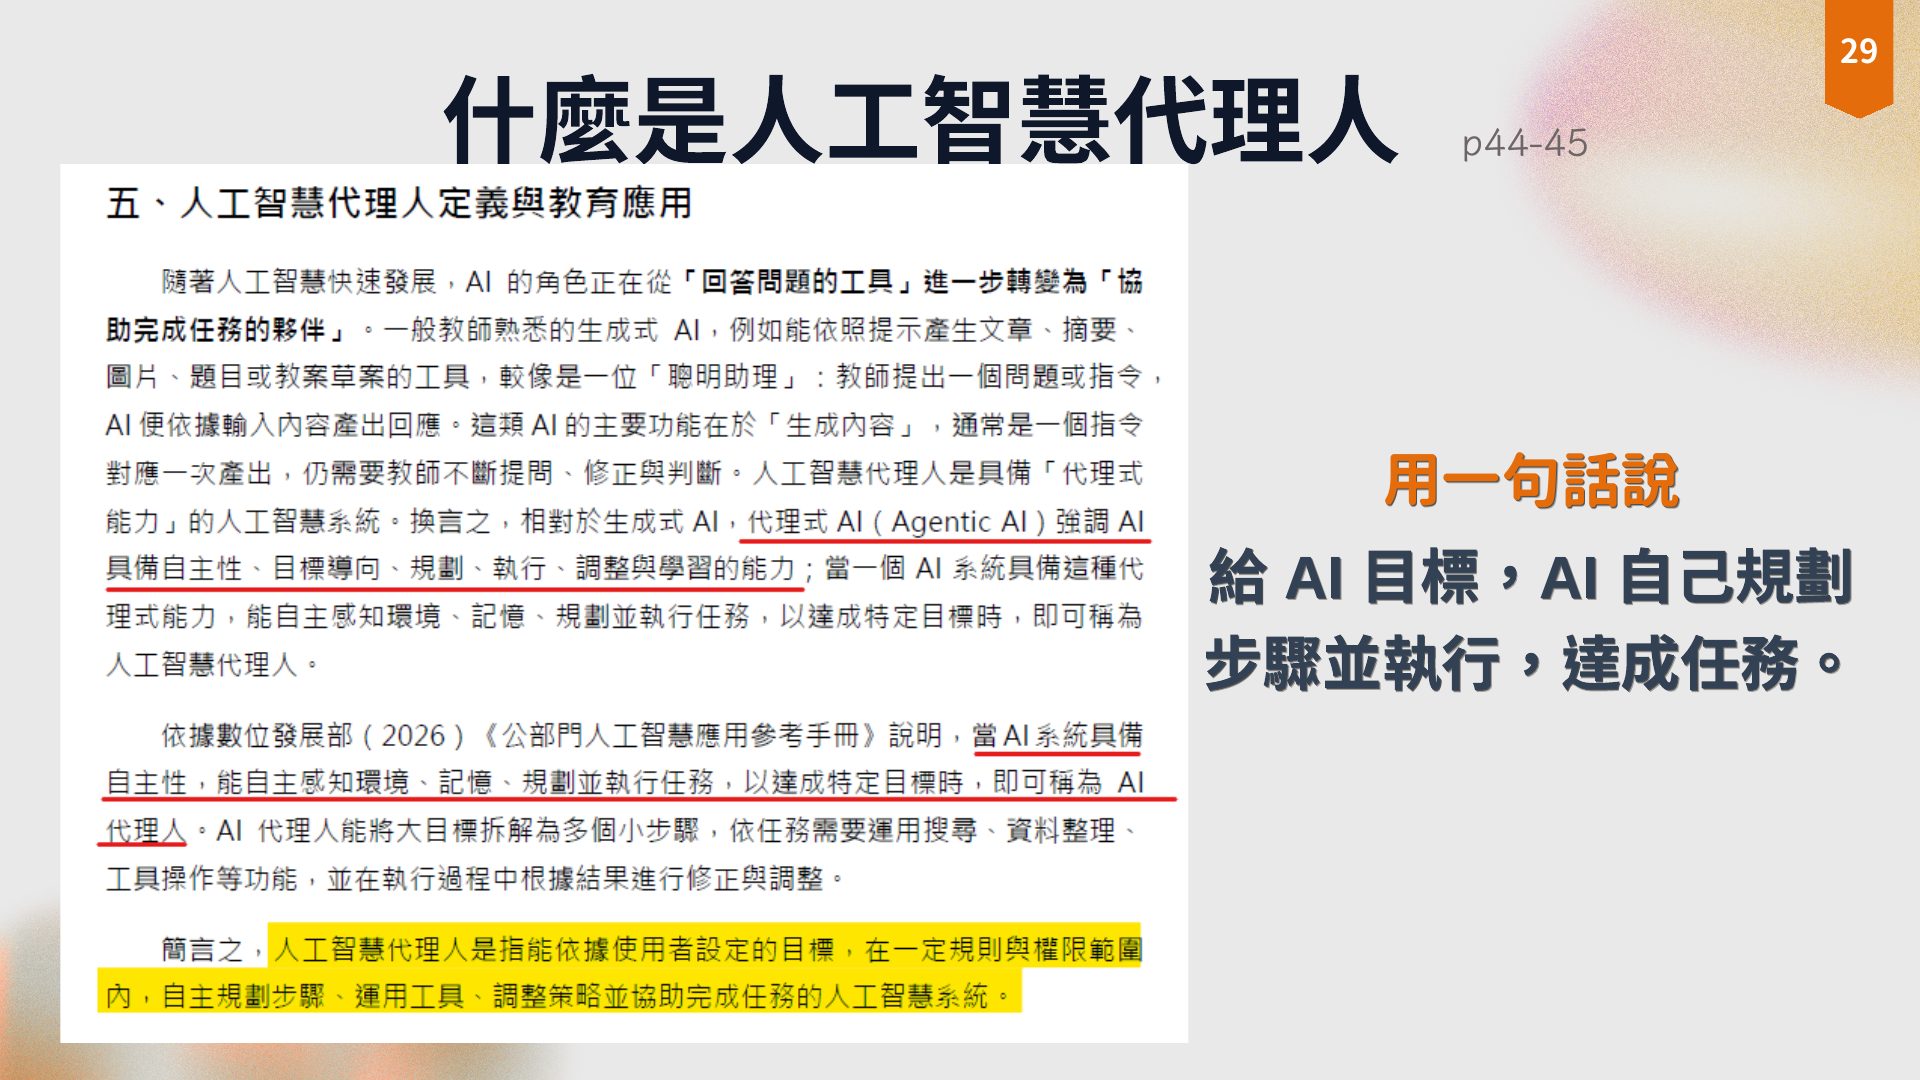 29
什麼是人工智慧代理人
p44-45
五、人工智慧代理人定義與教育應用
隨著人工智慧快速發展，AI 的角色正在從「回答問題的工具」進一步轉變為「協
助完成任務的夥伴」。一般教師熟悉的生成式 AI，例如能依照提示產生文章、摘要、
圖片、題目或教案草案的工具，較像是一位「聰明助理」：教師提出一個問題或指令，
AI 便依據輸入內容產出回應。這類 AI 的主要功能在於「生成內容」，通常是一個指令
對應一次產出，仍需要教師不斷提問、修正與判斷。人工智慧代理人是具備「代理式
能力」的人工智慧系統。換言之，相對於生成式 AI，代理式 AI（Agentic AI）強調 AI
具備自主性、目標導向、規劃、執行、調整與學習的能力；當一個 AI 系統具備這種代
理式能力，能自主感知環境、記憶、規劃並執行任務，以達成特定目標時，即可稱為
人工智慧代理人。
依據數位發展部（2026）《公部門人工智慧應用參考手冊》說明，當 AI 系統具備
自主性，能自主感知環境、記憶、規劃並執行任務，以達成特定目標時，即可稱為 AI
代理人。AI 代理人能將大目標拆解為多個小步驟，依任務需要運用搜尋、資料整理、
工具操作等功能，並在執行過程中根據結果進行修正與調整。
簡言之，人工智慧代理人是指能依據使用者設定的目標，在一定規則與權限範圍
內，自主規劃步驟、運用工具、調整策略並協助完成任務的人工智慧系統。
用一句話說
給 AI 目標，AI 自己規劃
步驟並執行，達成任務。